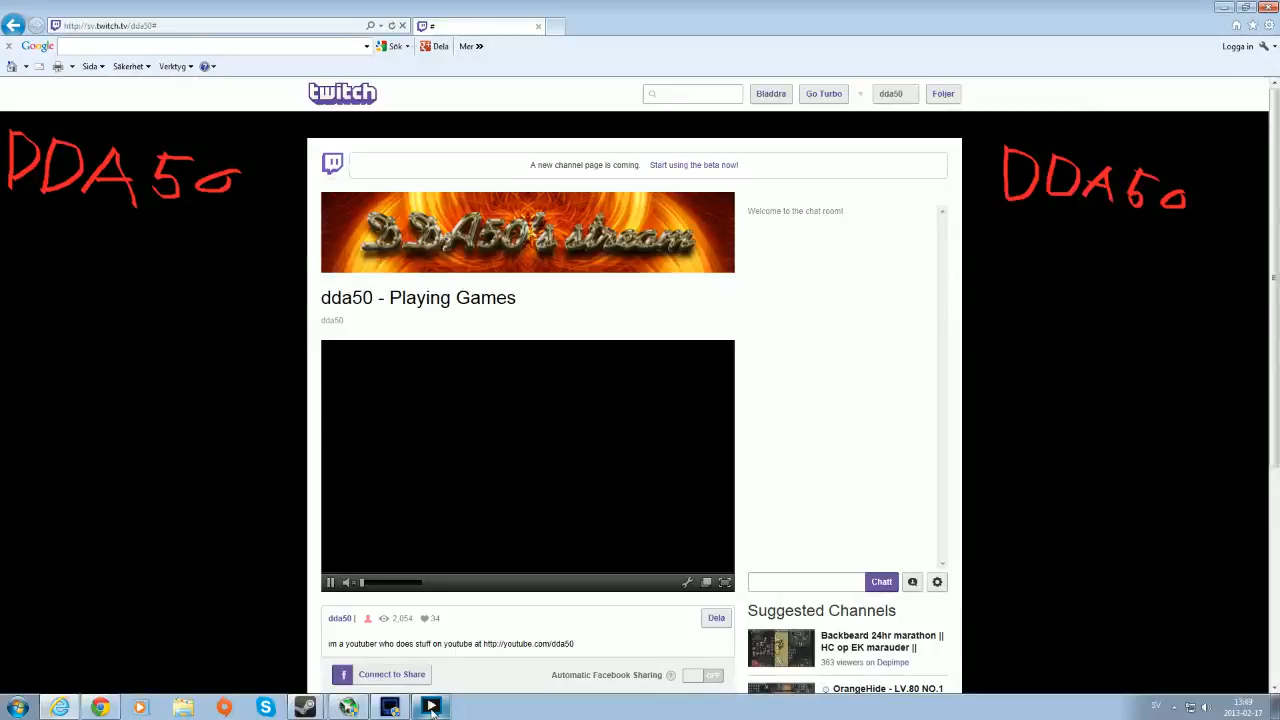 http://sv.twitch.tv/dda50#
#
Google
Sök
Dela
Mer »
Logga in
Sida
Säkerhet
Verktyg
twitch
Bladdra
Go Turbo
dda50
Följer
DDA50
DDA50
A new channel page is coming. Start using the beta now!
DDA50's stream
Welcome to the chat room!
dda50 - Playing Games
dda50
Chatt
dda50 | 2,054 34
Dela
im a youtuber who does stuff on youtube at http://youtube.com/dda50
f Connect to Share
Automatic Facebook Sharing OFF
Suggested Channels
Backbeard 24hr marathon ||
HC op EK marauder ||
363 viewers on Depimpe
OrangeHide - LV.80 NO.1
SV
13:49
2013-02-17